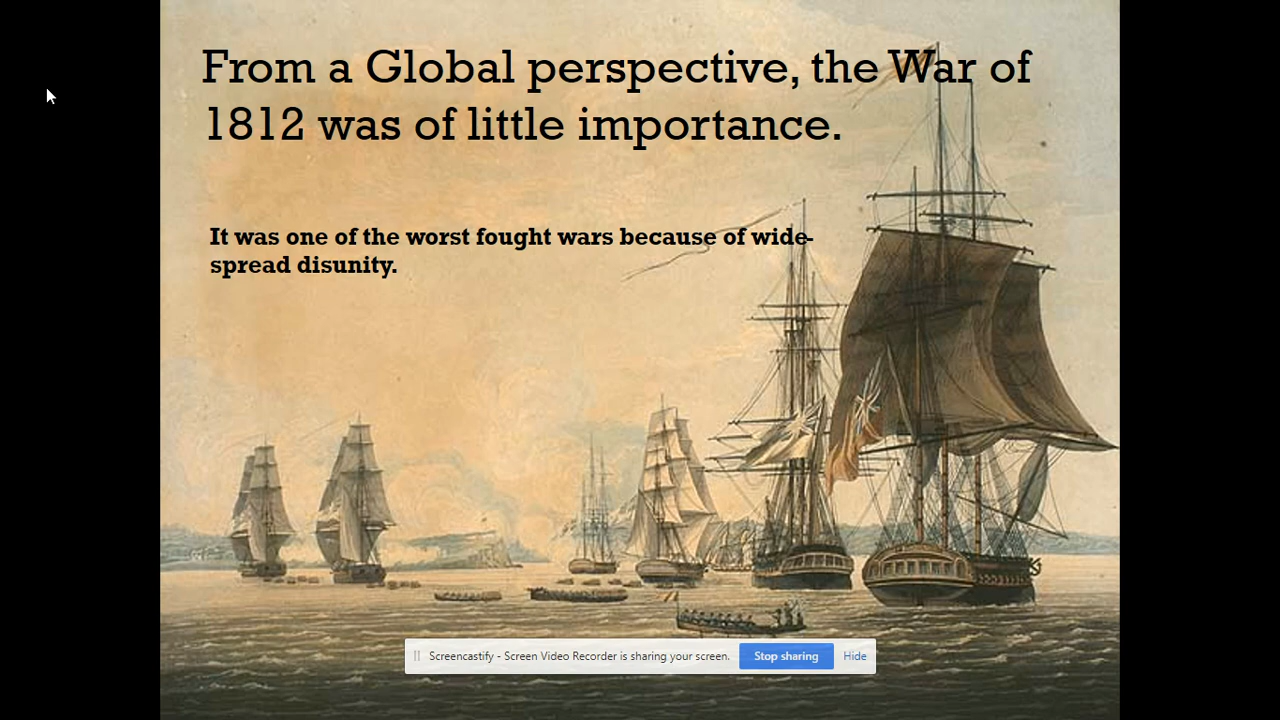 From a Global perspective, the War of
1812 was of little importance.
It was one of the worst fought wars because of wide-
spread disunity.
Screencastify - Screen Video Recorder is sharing your screen. Stop sharing Hide